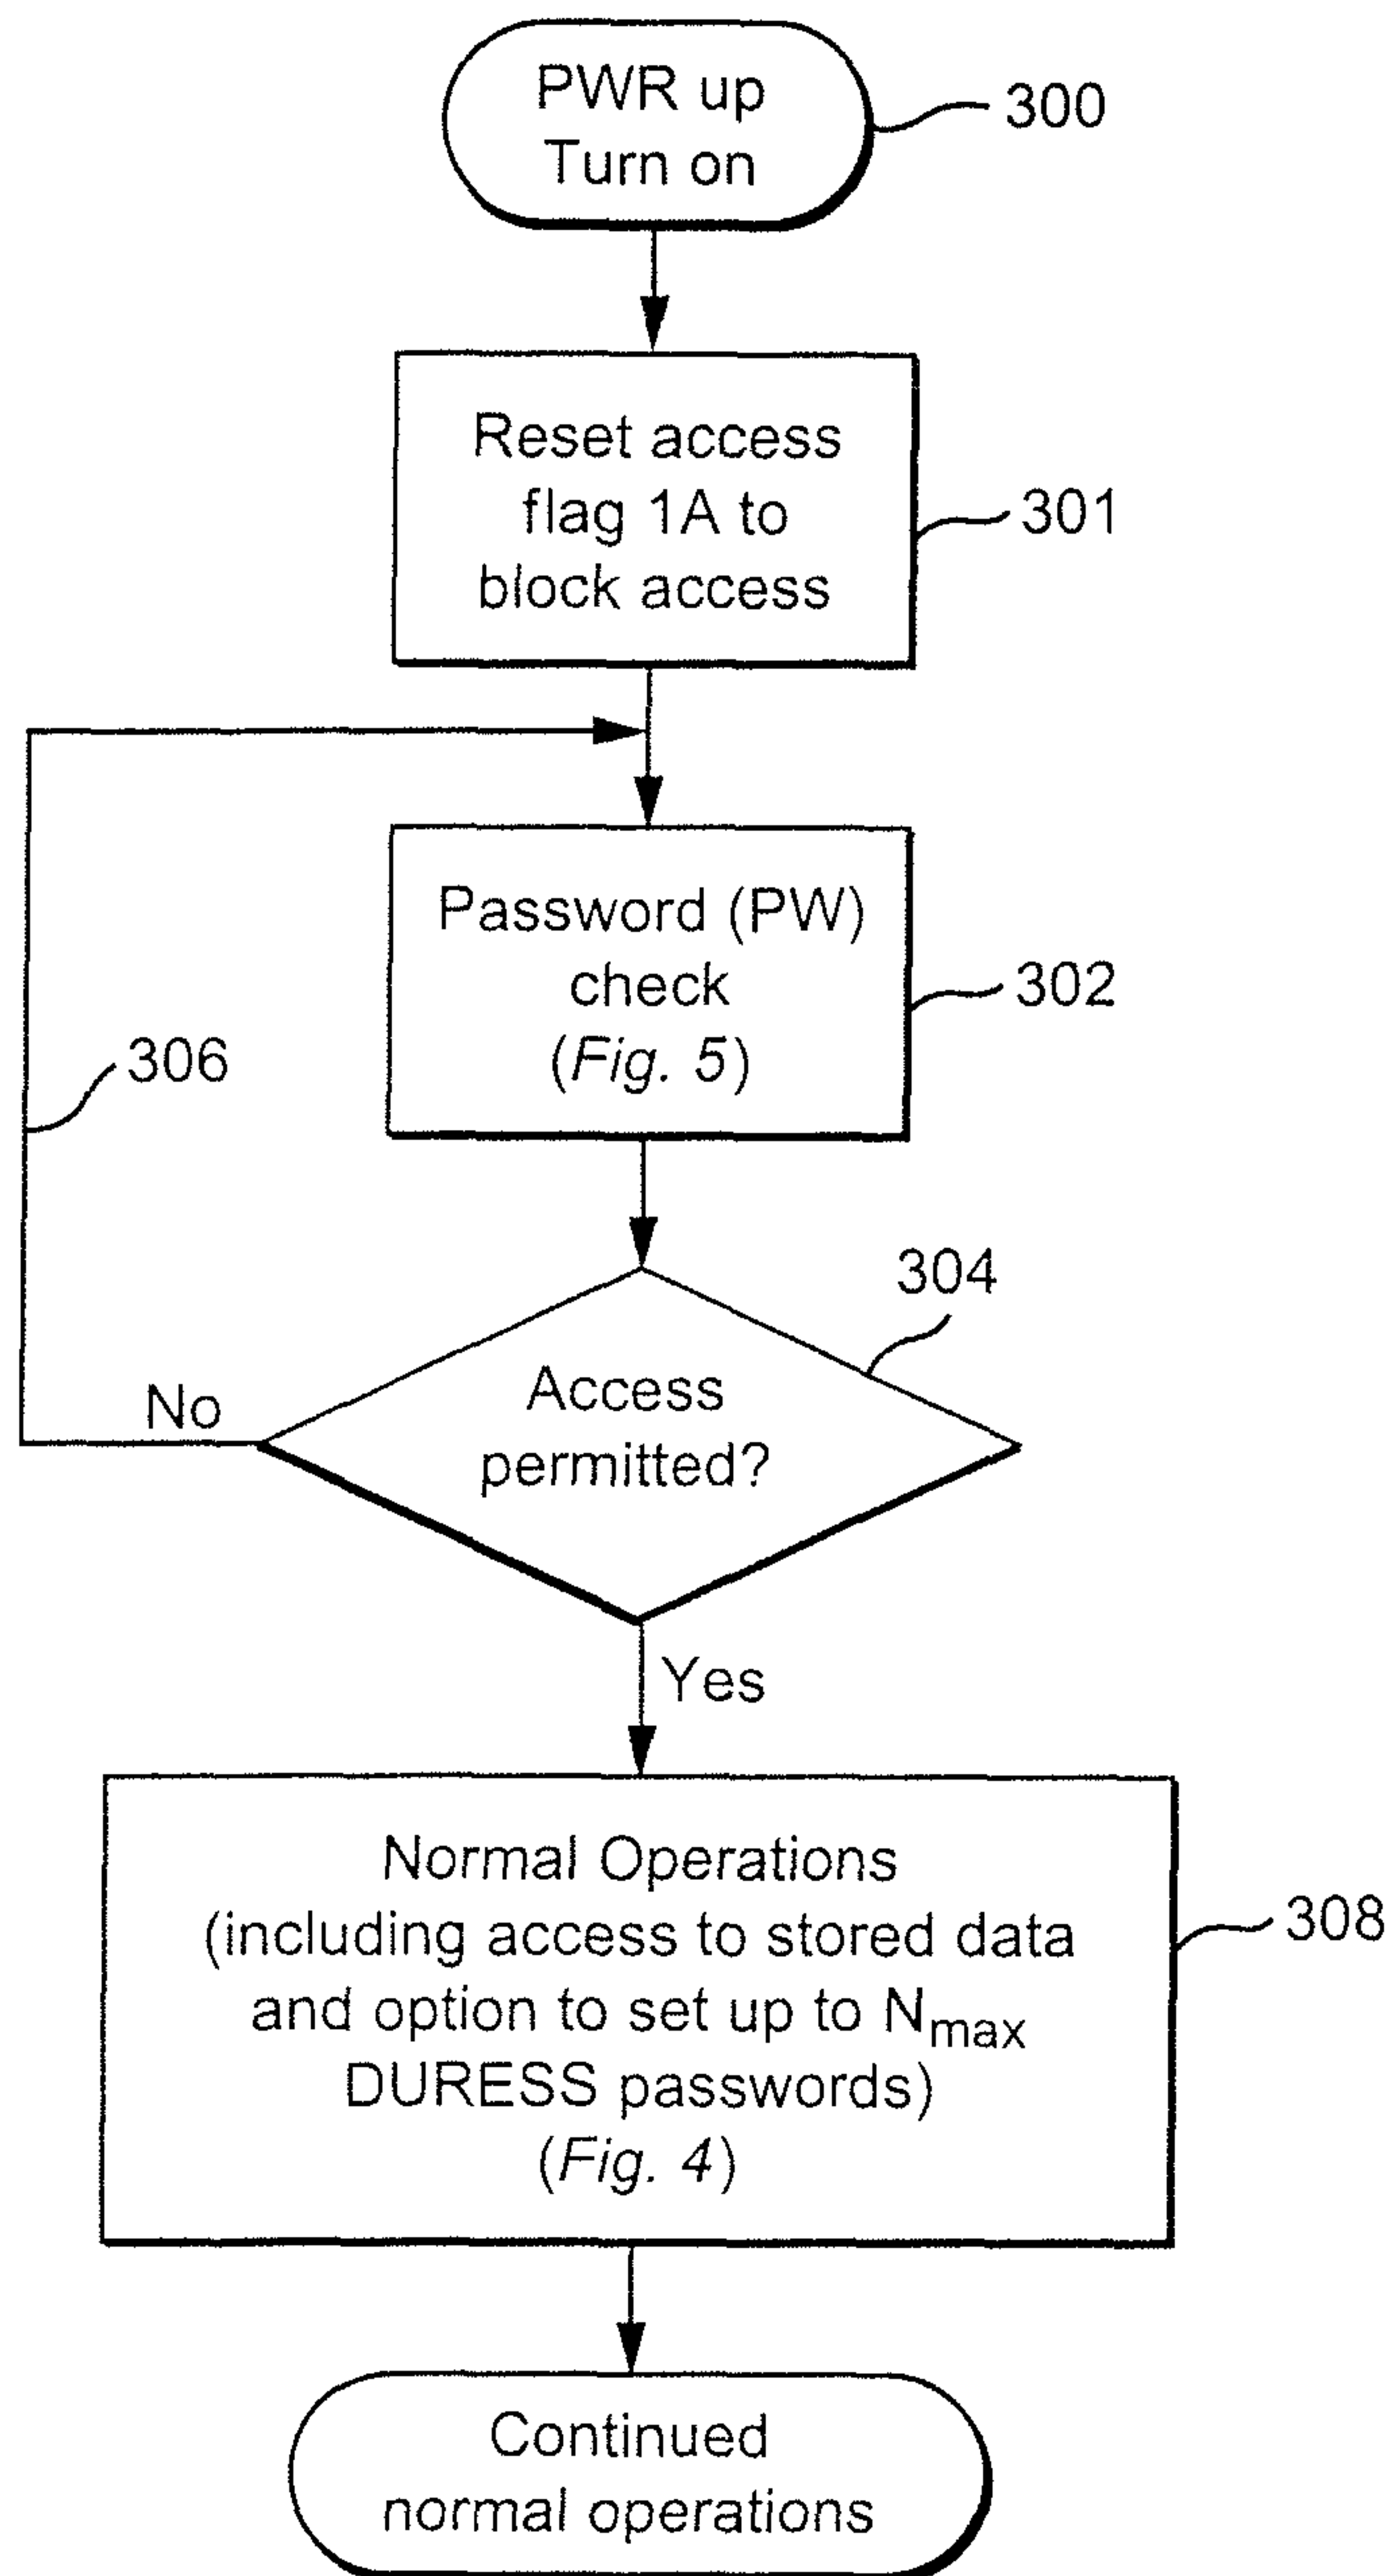 PWR up
Turn on
300
Reset access
flag 1A to
block access
301
Password (PW)
check
(Fig. 5)
302
306
304
Access
permitted?
No
Yes
Normal Operations
(including access to stored data
and option to set up to Nmax
DURESS passwords)
(Fig. 4)
308
Continued
normal operations